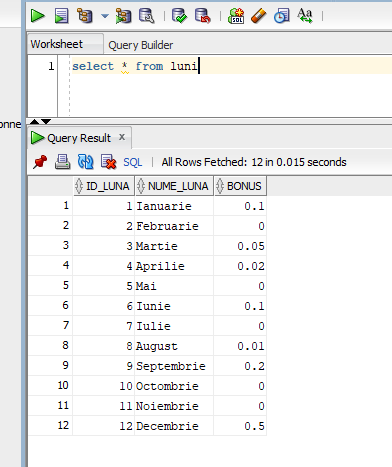 Worksheet Query Builder
1 select * from luni
onne
Query Result x
SQL | All Rows Fetched: 12 in 0.015 seconds
ID_LUNA NUME_LUNA BONUS
1 1 Ianuarie 0.1
2 2 Februarie 0
3 3 Martie 0.05
4 4 Aprilie 0.02
5 5 Mai 0
6 6 Iunie 0.1
7 7 Iulie 0
8 8 August 0.01
9 9 Septembrie 0.2
10 10 Octombrie 0
11 11 Noiembrie 0
12 12 Decembrie 0.5